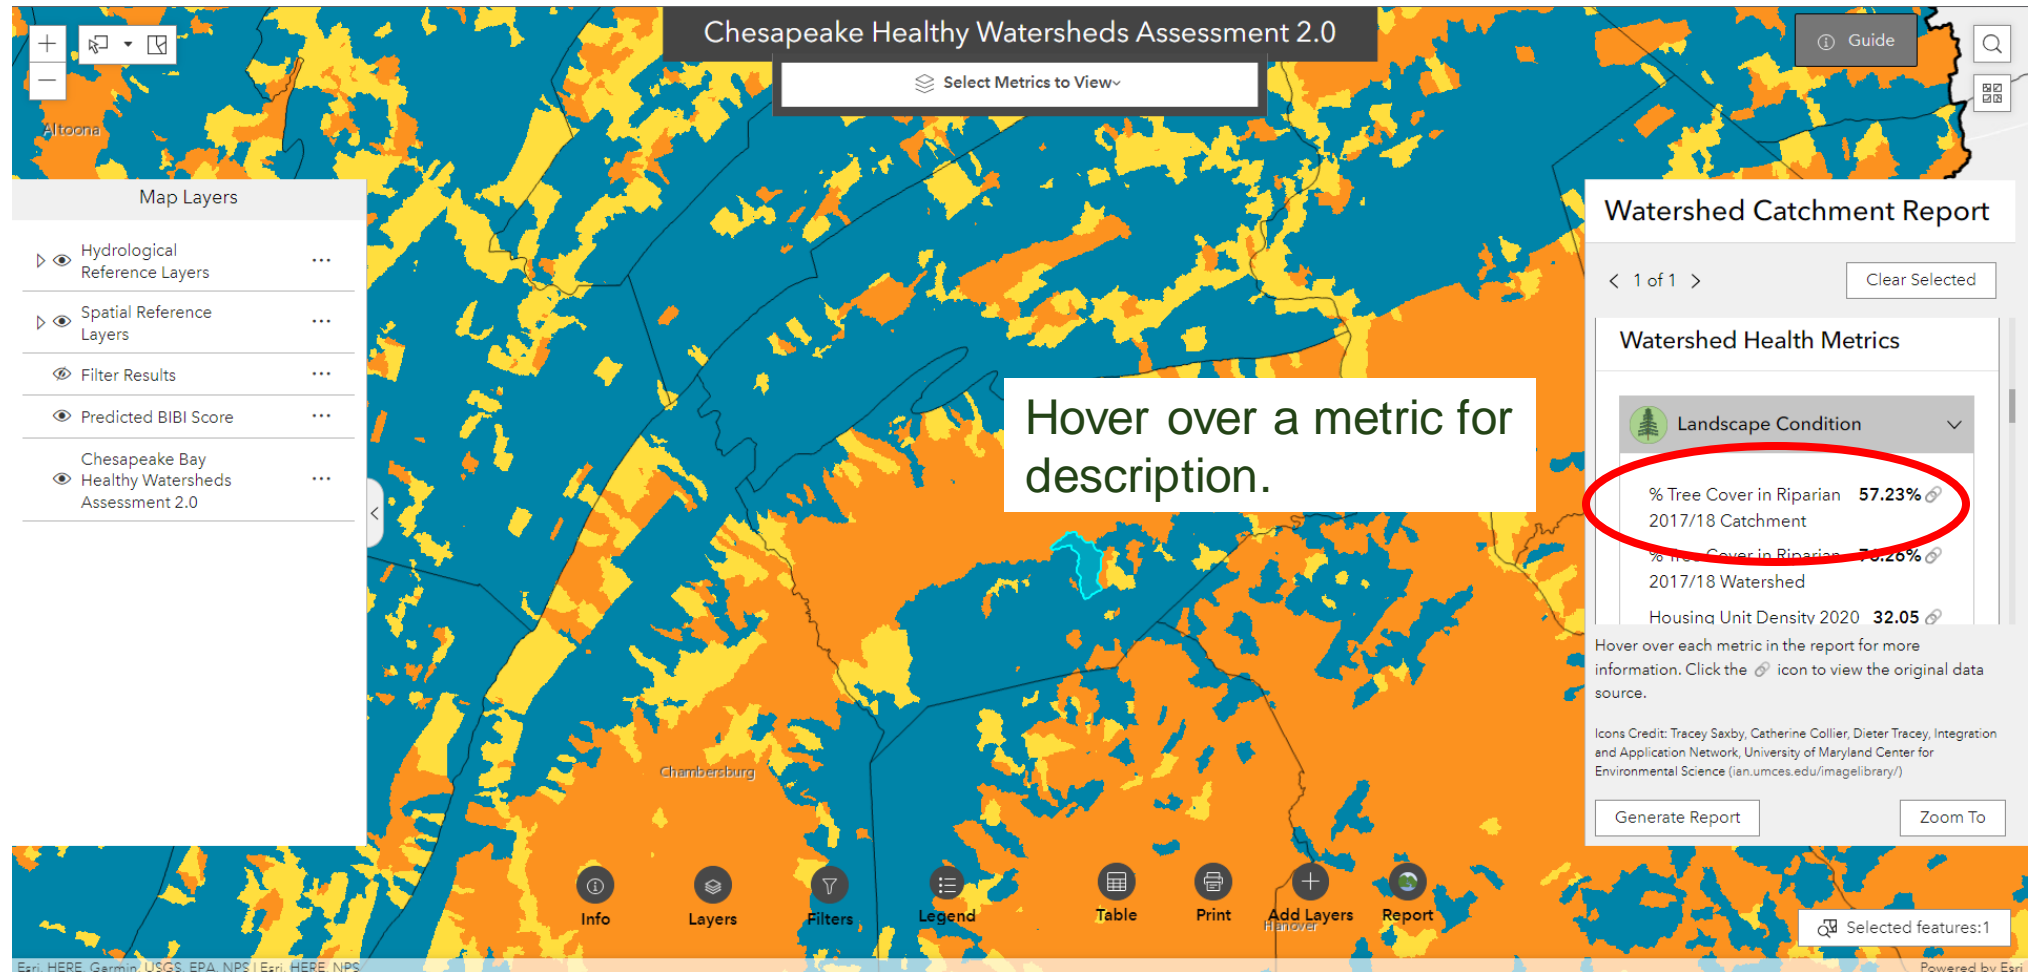 Chesapeake Healthy Watersheds Assessment 2.0
Select Metrics to View
Guide
Altoona
Map Layers
Hydrological
Reference Layers
Spatial Reference
Layers
Filter Results
Predicted BIBI Score
Chesapeake Bay
Healthy Watersheds
Assessment 2.0
Hover over a metric for
description.
Watershed Catchment Report
1 of 1
Clear Selected
Watershed Health Metrics
Landscape Condition
% Tree Cover in Riparian 57.23%
2017/18 Catchment
% Tree Cover in Riparian 78.26%
2017/18 Watershed
Housing Unit Density 2020 32.05
Hover over each metric in the report for more
information. Click the icon to view the original data
source.
Icons Credit: Tracey Saxby, Catherine Collier, Dieter Tracey, Integration
and Application Network, University of Maryland Center for
Environmental Science (ian.umces.edu/imagelibrary/)
Generate Report
Zoom To
Chambersburg
Info
Layers
Filters
Legend
Table
Print
Add Layers
Report
Hanover
Selected features:1
Esri, HERE, Garmin, USGS, EPA, NPS | Esri, HERE, NPS
Powered by Esri